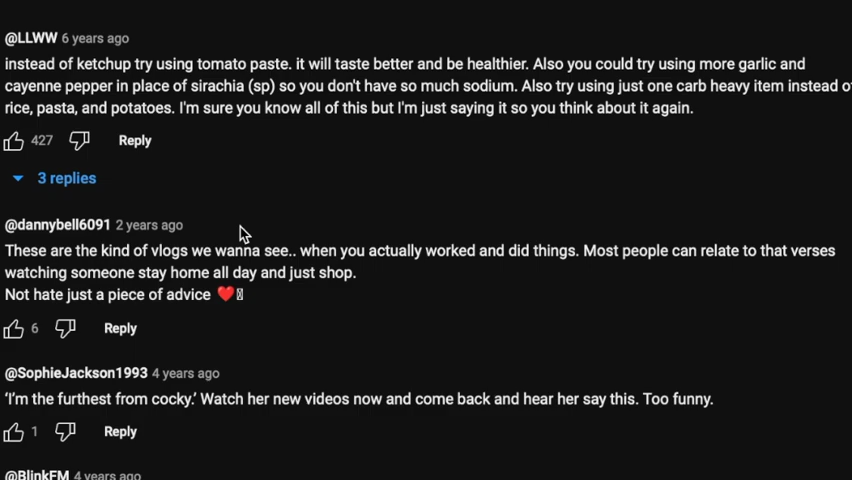 @LLWW 6 years ago
instead of ketchup try using tomato paste. it will taste better and be healthier. Also you could try using more garlic and
cayenne pepper in place of sirachia (sp) so you don't have so much sodium. Also try using just one carb heavy item instead of
rice, pasta, and potatoes. I'm sure you know all of this but I'm just saying it so you think about it again.
427 Reply
3 replies
@dannybell6091 2 years ago
These are the kind of vlogs we wanna see.. when you actually worked and did things. Most people can relate to that verses
watching someone stay home all day and just shop.
Not hate just a piece of advice ❤️
6 Reply
@SophieJackson1993 4 years ago
‘I’m the furthest from cocky.’ Watch her new videos now and come back and hear her say this. Too funny.
1 Reply
@BlinkFM 4 years ago